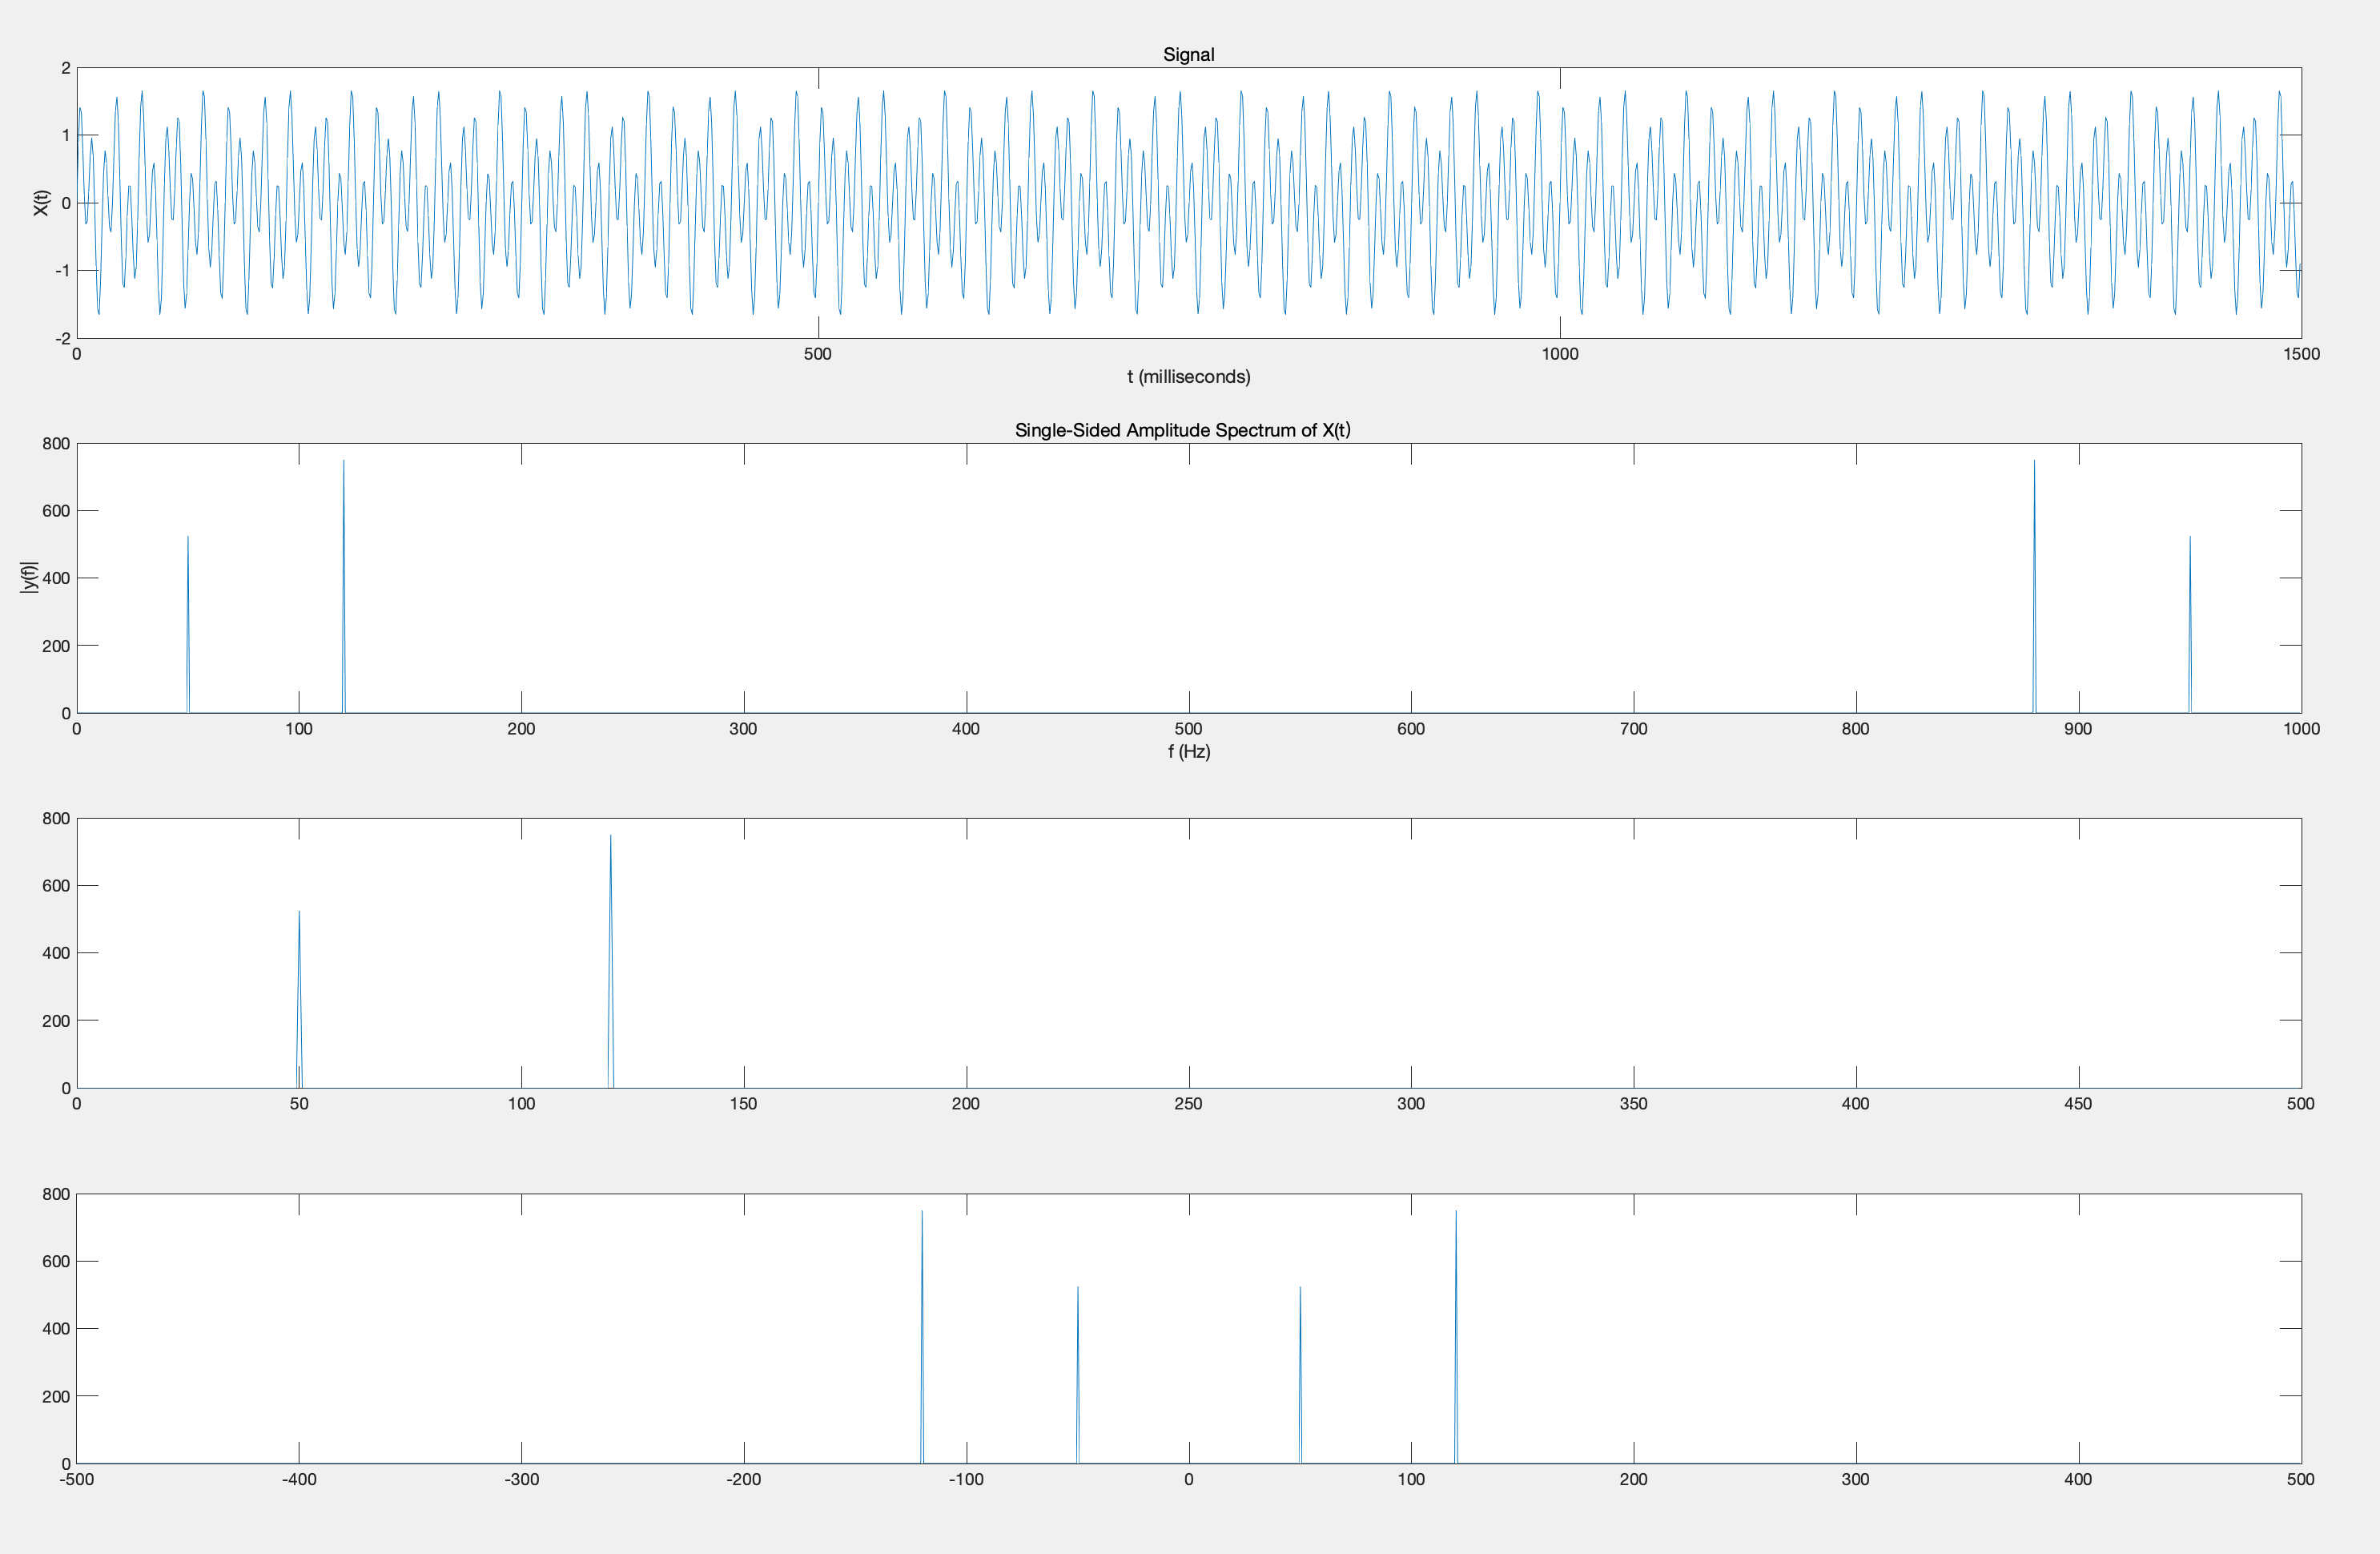 Signal
2
1
0
-1
-2
X(t)
0 500 1000 1500
t (milliseconds)
Single-Sided Amplitude Spectrum of X(t)
800
600
400
200
0
|y(f)|
0 100 200 300 400 500 600 700 800 900 1000
f (Hz)
800
600
400
200
0
0 50 100 150 200 250 300 350 400 450 500
800
600
400
200
0
-500 -400 -300 -200 -100 0 100 200 300 400 500